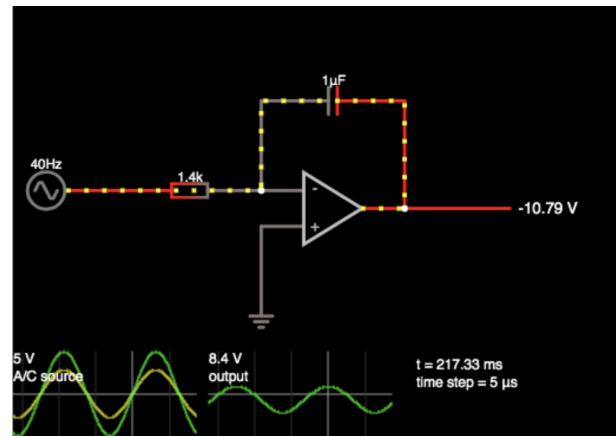 1µF
40Hz
1.4k
-
+
-10.79 V
5 V
A/C source
8.4 V
output
t = 217.33 ms
time step = 5 µs